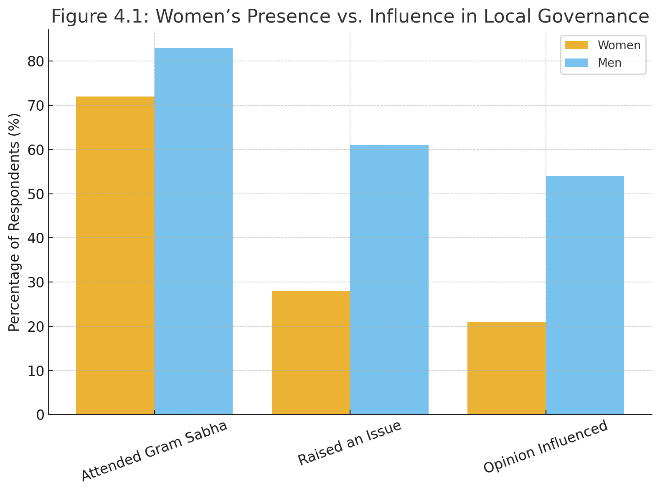 Figure 4.1: Women’s Presence vs. Influence in Local Governance
Women
Men
Percentage of Respondents (%)
80
70
60
50
40
30
20
10
0
Attended Gram Sabha
Raised an Issue
Opinion Influenced